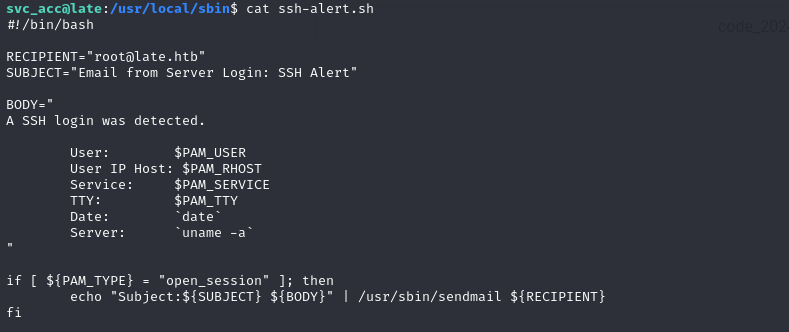 svc_acc@late:/usr/local/sbin$ cat ssh-alert.sh
#!/bin/bash

RECIPIENT="root@late.htb"
SUBJECT="Email from Server Login: SSH Alert"

BODY="
A SSH login was detected.

        User:        $PAM_USER
        User IP Host: $PAM_RHOST
        Service:     $PAM_SERVICE
        TTY:         $PAM_TTY
        Date:        `date`
        Server:      `uname -a`
"

if [ ${PAM_TYPE} = "open_session" ]; then
        echo "Subject:${SUBJECT} ${BODY}" | /usr/sbin/sendmail ${RECIPIENT}
fi